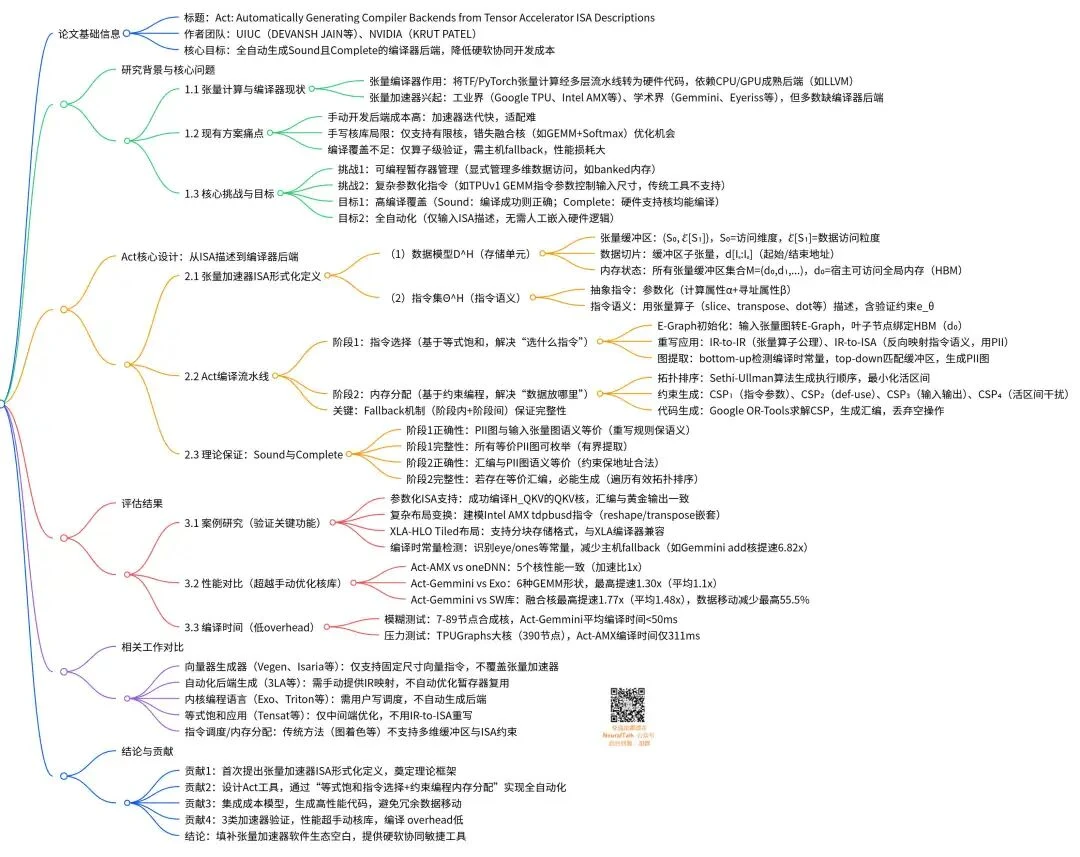 论文基础信息
标题：Act: Automatically Generating Compiler Backends from Tensor Accelerator ISA Descriptions
作者团队：UIUC（DEVANSH JAIN等）、NVIDIA（KRUT PATEL）
核心目标：全自动生成Sound且Complete的编译器后端，降低硬软协同开发成本
研究背景与核心问题
1.1 张量计算与编译器现状
张量编译器作用：将TF/PyTorch张量计算经多层流水线转为硬件代码，依赖CPU/GPU成熟后端（如LLVM）
张量加速器兴起：工业界（Google TPU、Intel AMX等）、学术界（Gemmini、Eyeriss等），但多数缺编译器后端
1.2 现有方案痛点
手动开发后端成本高：加速器迭代快，适配难
手写核库局限：仅支持有限核，错失融合核（如GEMM+Softmax）优化机会
编译覆盖不足：仅算子级验证，需主机fallback，性能损耗大
1.3 核心挑战与目标
挑战1：可编程暂存器管理（显式管理多维数据访问，如banked内存）
挑战2：复杂参数化指令（如TPUv1 GEMM指令参数控制输入尺寸，传统工具不支持）
目标1：高编译覆盖（Sound：编译成功则正确；Complete：硬件支持核均能编译）
目标2：全自动化（仅输入ISA描述，无需人工嵌入硬件逻辑）
Act核心设计：从ISA描述到编译器后端
2.1 张量加速器ISA形式化定义
（1）数据模型D^H（存储单元）
张量缓冲区：(S₀, ℰ[S₁])，S₀=访问维度，ℰ[S₁]=数据访问粒度
数据切片：缓冲区子张量，d[Iₛ:Iₑ]（起始/结束地址）
内存状态：所有张量缓冲区集合M=(d₀,d₁,...)，d₀=宿主可访问全局内存（HBM）
（2）指令集Θ^H（指令语义）
抽象指令：参数化（计算属性α+寻址属性β）
指令语义：用张量算子（slice、transpose、dot等）描述，含验证约束e_θ
2.2 Act编译流水线
阶段1：指令选择（基于等式饱和，解决“选什么指令”）
E-Graph初始化：输入张量图转E-Graph，叶子节点绑定HBM（d₀）
重写应用：IR-to-IR（张量算子公理）、IR-to-ISA（反向映射指令语义，用PII）
图提取：bottom-up检测编译时常量，top-down匹配缓冲区，生成PII图
阶段2：内存分配（基于约束编程，解决“数据放哪里”）
拓扑排序：Sethi-Ullman算法生成执行顺序，最小化活区间
约束生成：CSP₁（指令参数）、CSP₂（def-use）、CSP₃（输入输出）、CSP₄（活区间干扰）
代码生成：Google OR-Tools求解CSP，生成汇编，丢弃空操作
关键：Fallback机制（阶段内+阶段间）保证完整性
2.3 理论保证：Sound与Complete
阶段1正确性：PII图与输入张量图语义等价（重写规则保语义）
阶段1完整性：所有等价PII图可枚举（有界提取）
阶段2正确性：汇编与PII图语义等价（约束保地址合法）
阶段2完整性：若存在等价汇编，必能生成（遍历有效拓扑排序）
评估结果
3.1 案例研究（验证关键功能）
参数化ISA支持：成功编译H_QKV的QKV核，汇编与黄金输出一致
复杂布局变换：建模Intel AMX tdpbusd指令（reshape/transpose嵌套）
XLA-HLO Tiled布局：支持分块存储格式，与XLA编译器兼容
编译时常量检测：识别eye/ones等常量，减少主机fallback（如Gemmini add核提速6.82x）
3.2 性能对比（超越手动优化核库）
Act-AMX vs oneDNN：5个核性能一致（加速比1x）
Act-Gemmini vs Exo：6种GEMM形状，最高提速1.30x（平均1.1x）
Act-Gemmini vs SW库：融合核最高提速1.77x（平均1.48x），数据移动减少最高55.5%
3.3 编译时间（低overhead）
模糊测试：7-89节点合成核，Act-Gemmini平均编译时间<50ms
压力测试：TPUGraphs大核（390节点），Act-AMX编译时间仅311ms
相关工作对比
向量器生成器（Vegen、Isaria等）：仅支持固定尺寸向量指令，不覆盖张量加速器
自动化后端生成（3LA等）：需手动提供IR映射，不自动优化暂存器复用
内核编程语言（Exo、Triton等）：需用户写调度，不自动生成后端
等式饱和应用（Tensat等）：仅中间端优化，不用IR-to-ISA重写
指令调度/内存分配：传统方法（图着色等）不支持多维缓冲区与ISA约束
NeuralTalk 公众号
结论与贡献
贡献1：首次提出张量加速器ISA形式化定义，奠定理论框架
贡献2：设计Act工具，通过“等式饱和指令选择+约束编程内存分配”实现全自动化
贡献3：集成成本模型，生成高性能代码，避免冗余数据移动
贡献4：3类加速器验证，性能超手动核库，编译 overhead低
结论：填补张量加速器软件生态空白，提供硬软协同敏捷工具